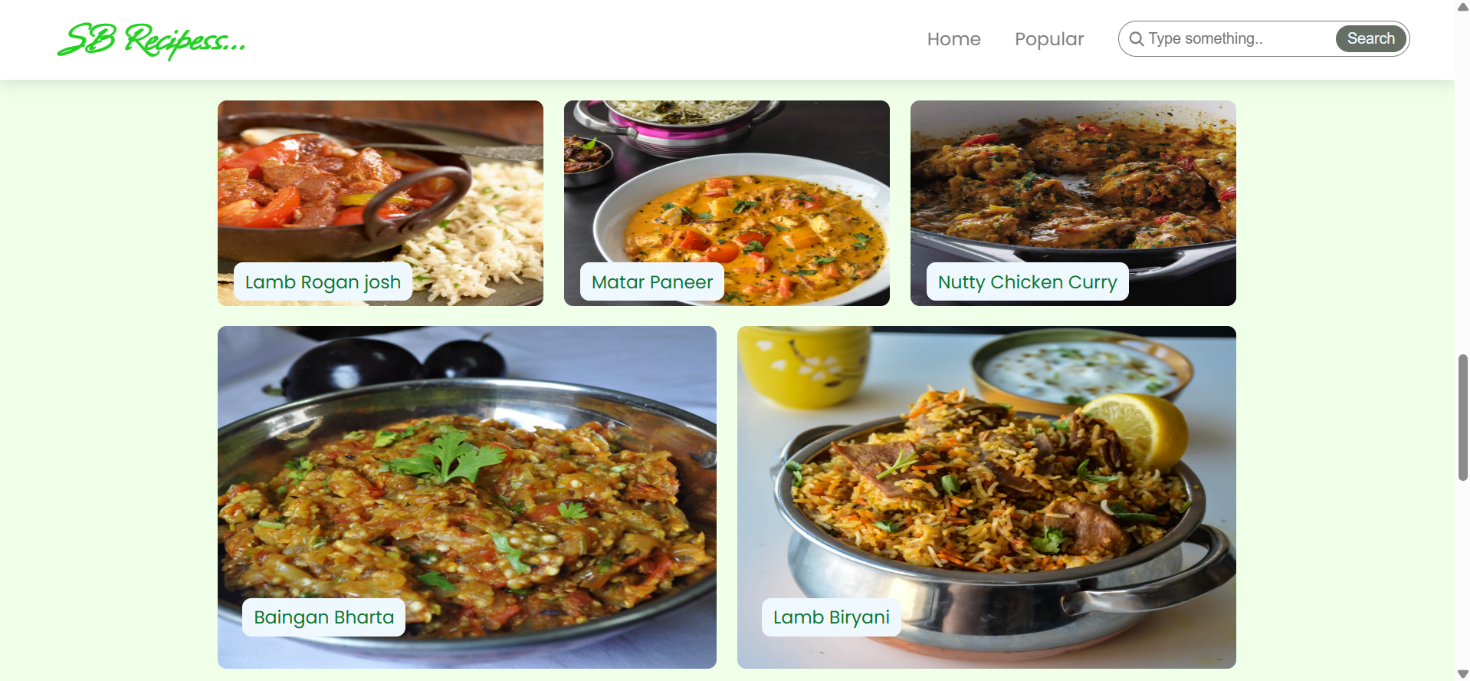 SB Recipess...
Home
Popular
Type something..
Search
Lamb Rogan josh
Matar Paneer
Nutty Chicken Curry
Baingan Bharta
Lamb Biryani